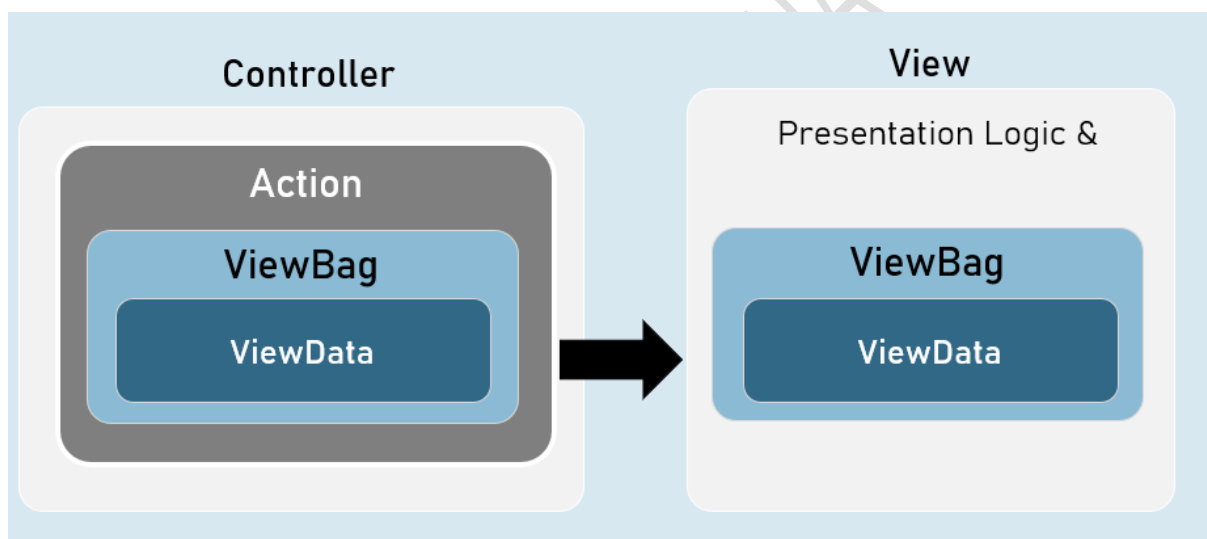 Controller
Action
ViewBag
ViewData
View
Presentation Logic &
ViewBag
ViewData